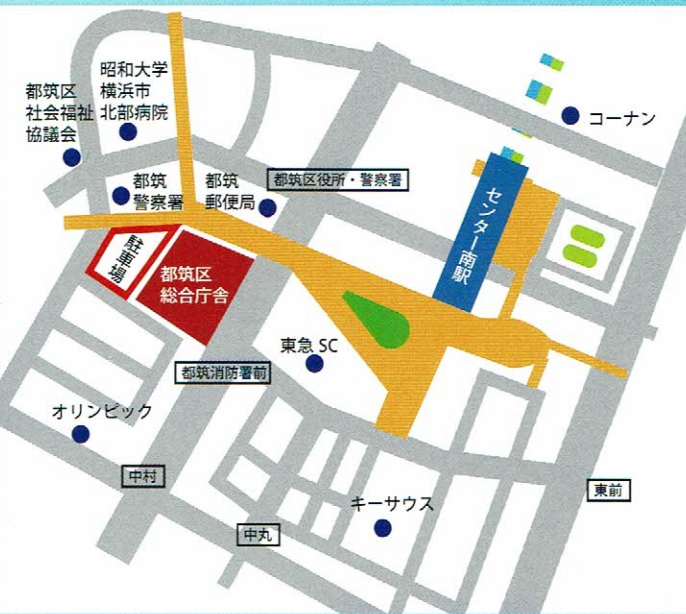 昭和大学
横浜市
北部病院
都筑区
社会福祉
協議会
コーナン
都筑
警察署
都筑
郵便局
都筑区役所・警察署
センター南駅
駐車場
都筑区
総合庁舎
東急 SC
都筑消防署前
オリンピック
中村
キーサウス
東前
中丸